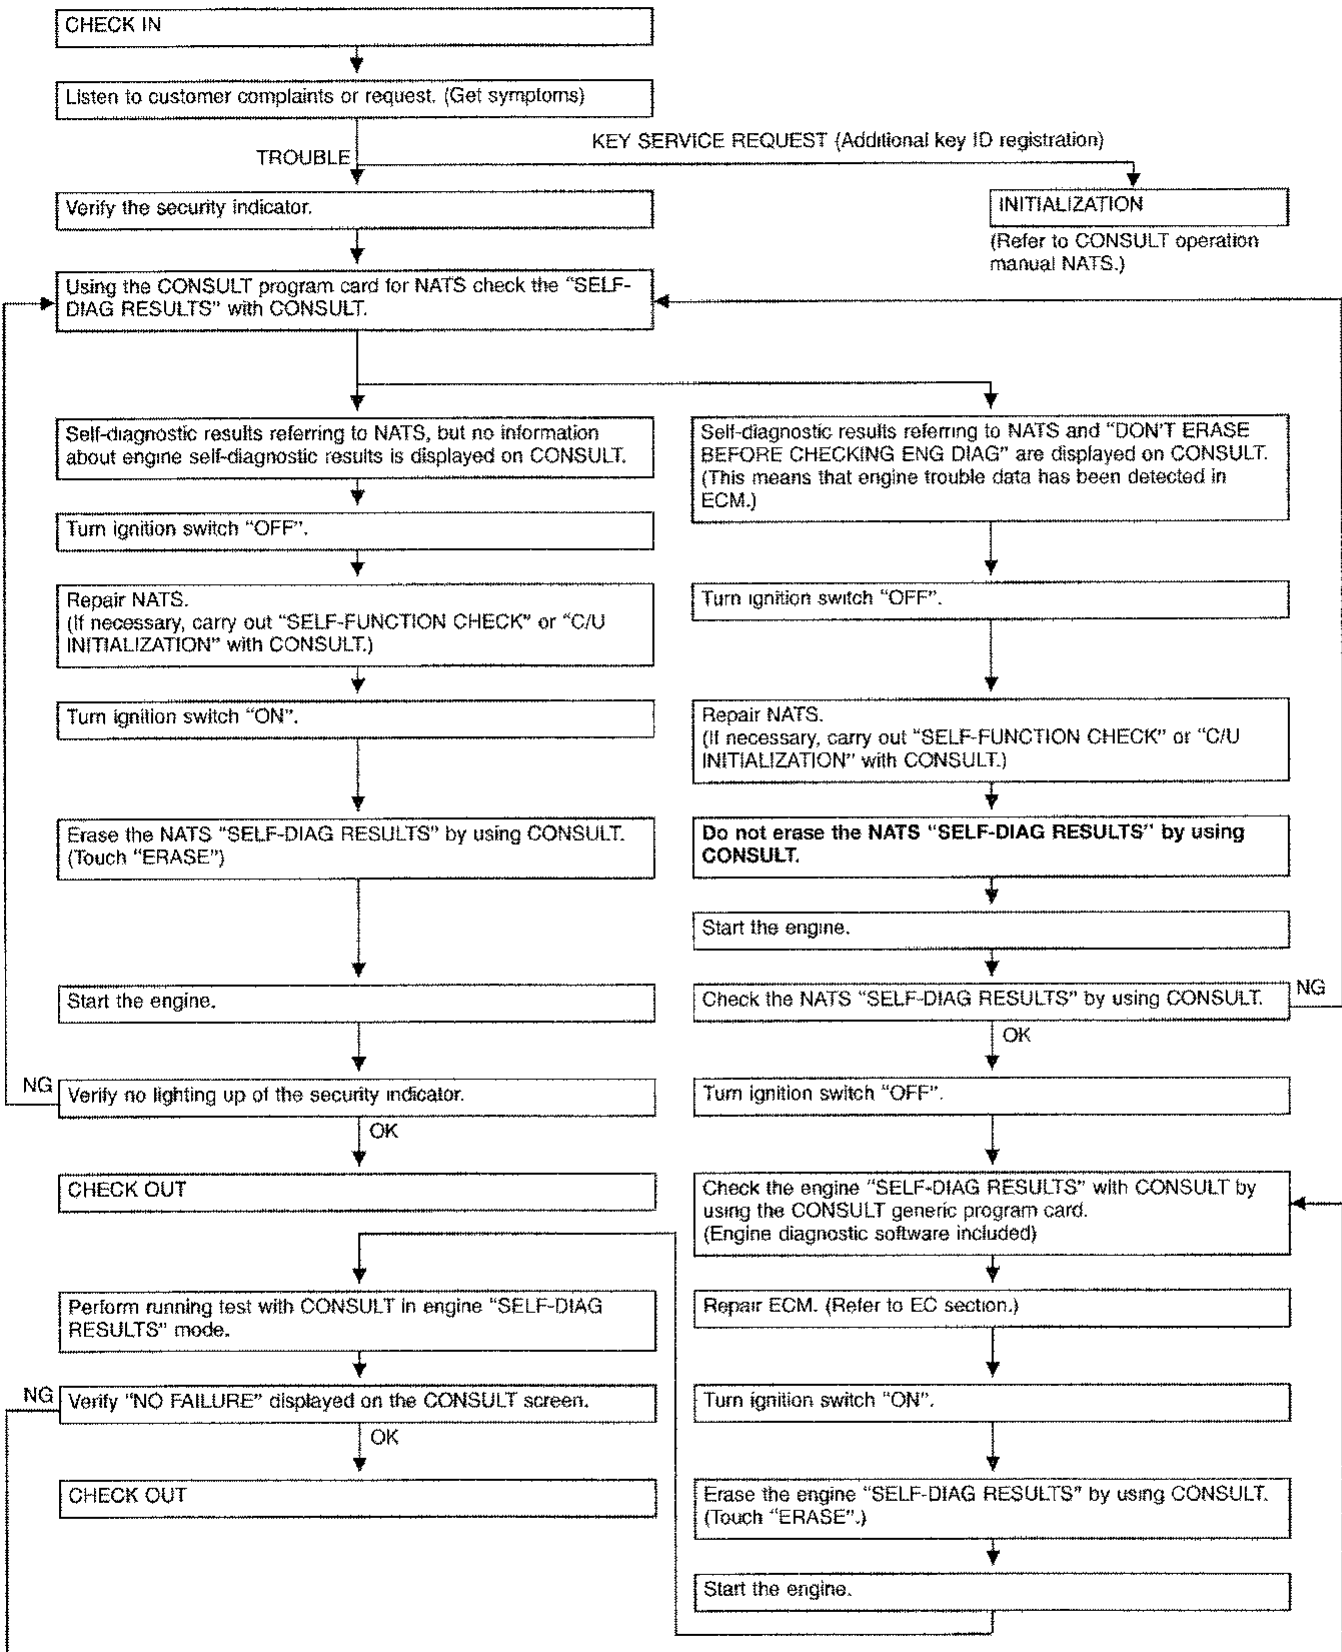 CHECK IN
Listen to customer complaints or request. (Get symptoms)
KEY SERVICE REQUEST (Additional key ID registration)
TROUBLE
Verify the security indicator.
INITIALIZATION
(Refer to CONSULT operation
manual NATS.)
Using the CONSULT program card for NATS check the “SELF-
DIAG RESULTS” with CONSULT.
Self-diagnostic results referring to NATS, but no information
about engine self-diagnostic results is displayed on CONSULT.
Turn ignition switch “OFF”.
Repair NATS.
(If necessary, carry out “SELF-FUNCTION CHECK” or “C/U
INITIALIZATION” with CONSULT.)
Turn ignition switch “ON”.
Erase the NATS “SELF-DIAG RESULTS” by using CONSULT.
(Touch “ERASE”)
Start the engine.
NG
Verify no lighting up of the security indicator.
OK
CHECK OUT
Self-diagnostic results referring to NATS and “DON’T ERASE
BEFORE CHECKING ENG DIAG” are displayed on CONSULT.
(This means that engine trouble data has been detected in
ECM.)
Turn ignition switch “OFF”.
Repair NATS.
(If necessary, carry out “SELF-FUNCTION CHECK” or “C/U
INITIALIZATION” with CONSULT.)
Do not erase the NATS “SELF-DIAG RESULTS” by using
CONSULT.
Start the engine.
Check the NATS “SELF-DIAG RESULTS” by using CONSULT.
NG
OK
Turn ignition switch “OFF”.
Check the engine “SELF-DIAG RESULTS” with CONSULT by
using the CONSULT generic program card.
(Engine diagnostic software included)
Repair ECM. (Refer to EC section.)
Turn ignition switch “ON”.
Erase the engine “SELF-DIAG RESULTS” by using CONSULT.
(Touch “ERASE”.)
Start the engine.
Perform running test with CONSULT in engine “SELF-DIAG
RESULTS” mode.
NG
Verify “NO FAILURE” displayed on the CONSULT screen.
OK
CHECK OUT